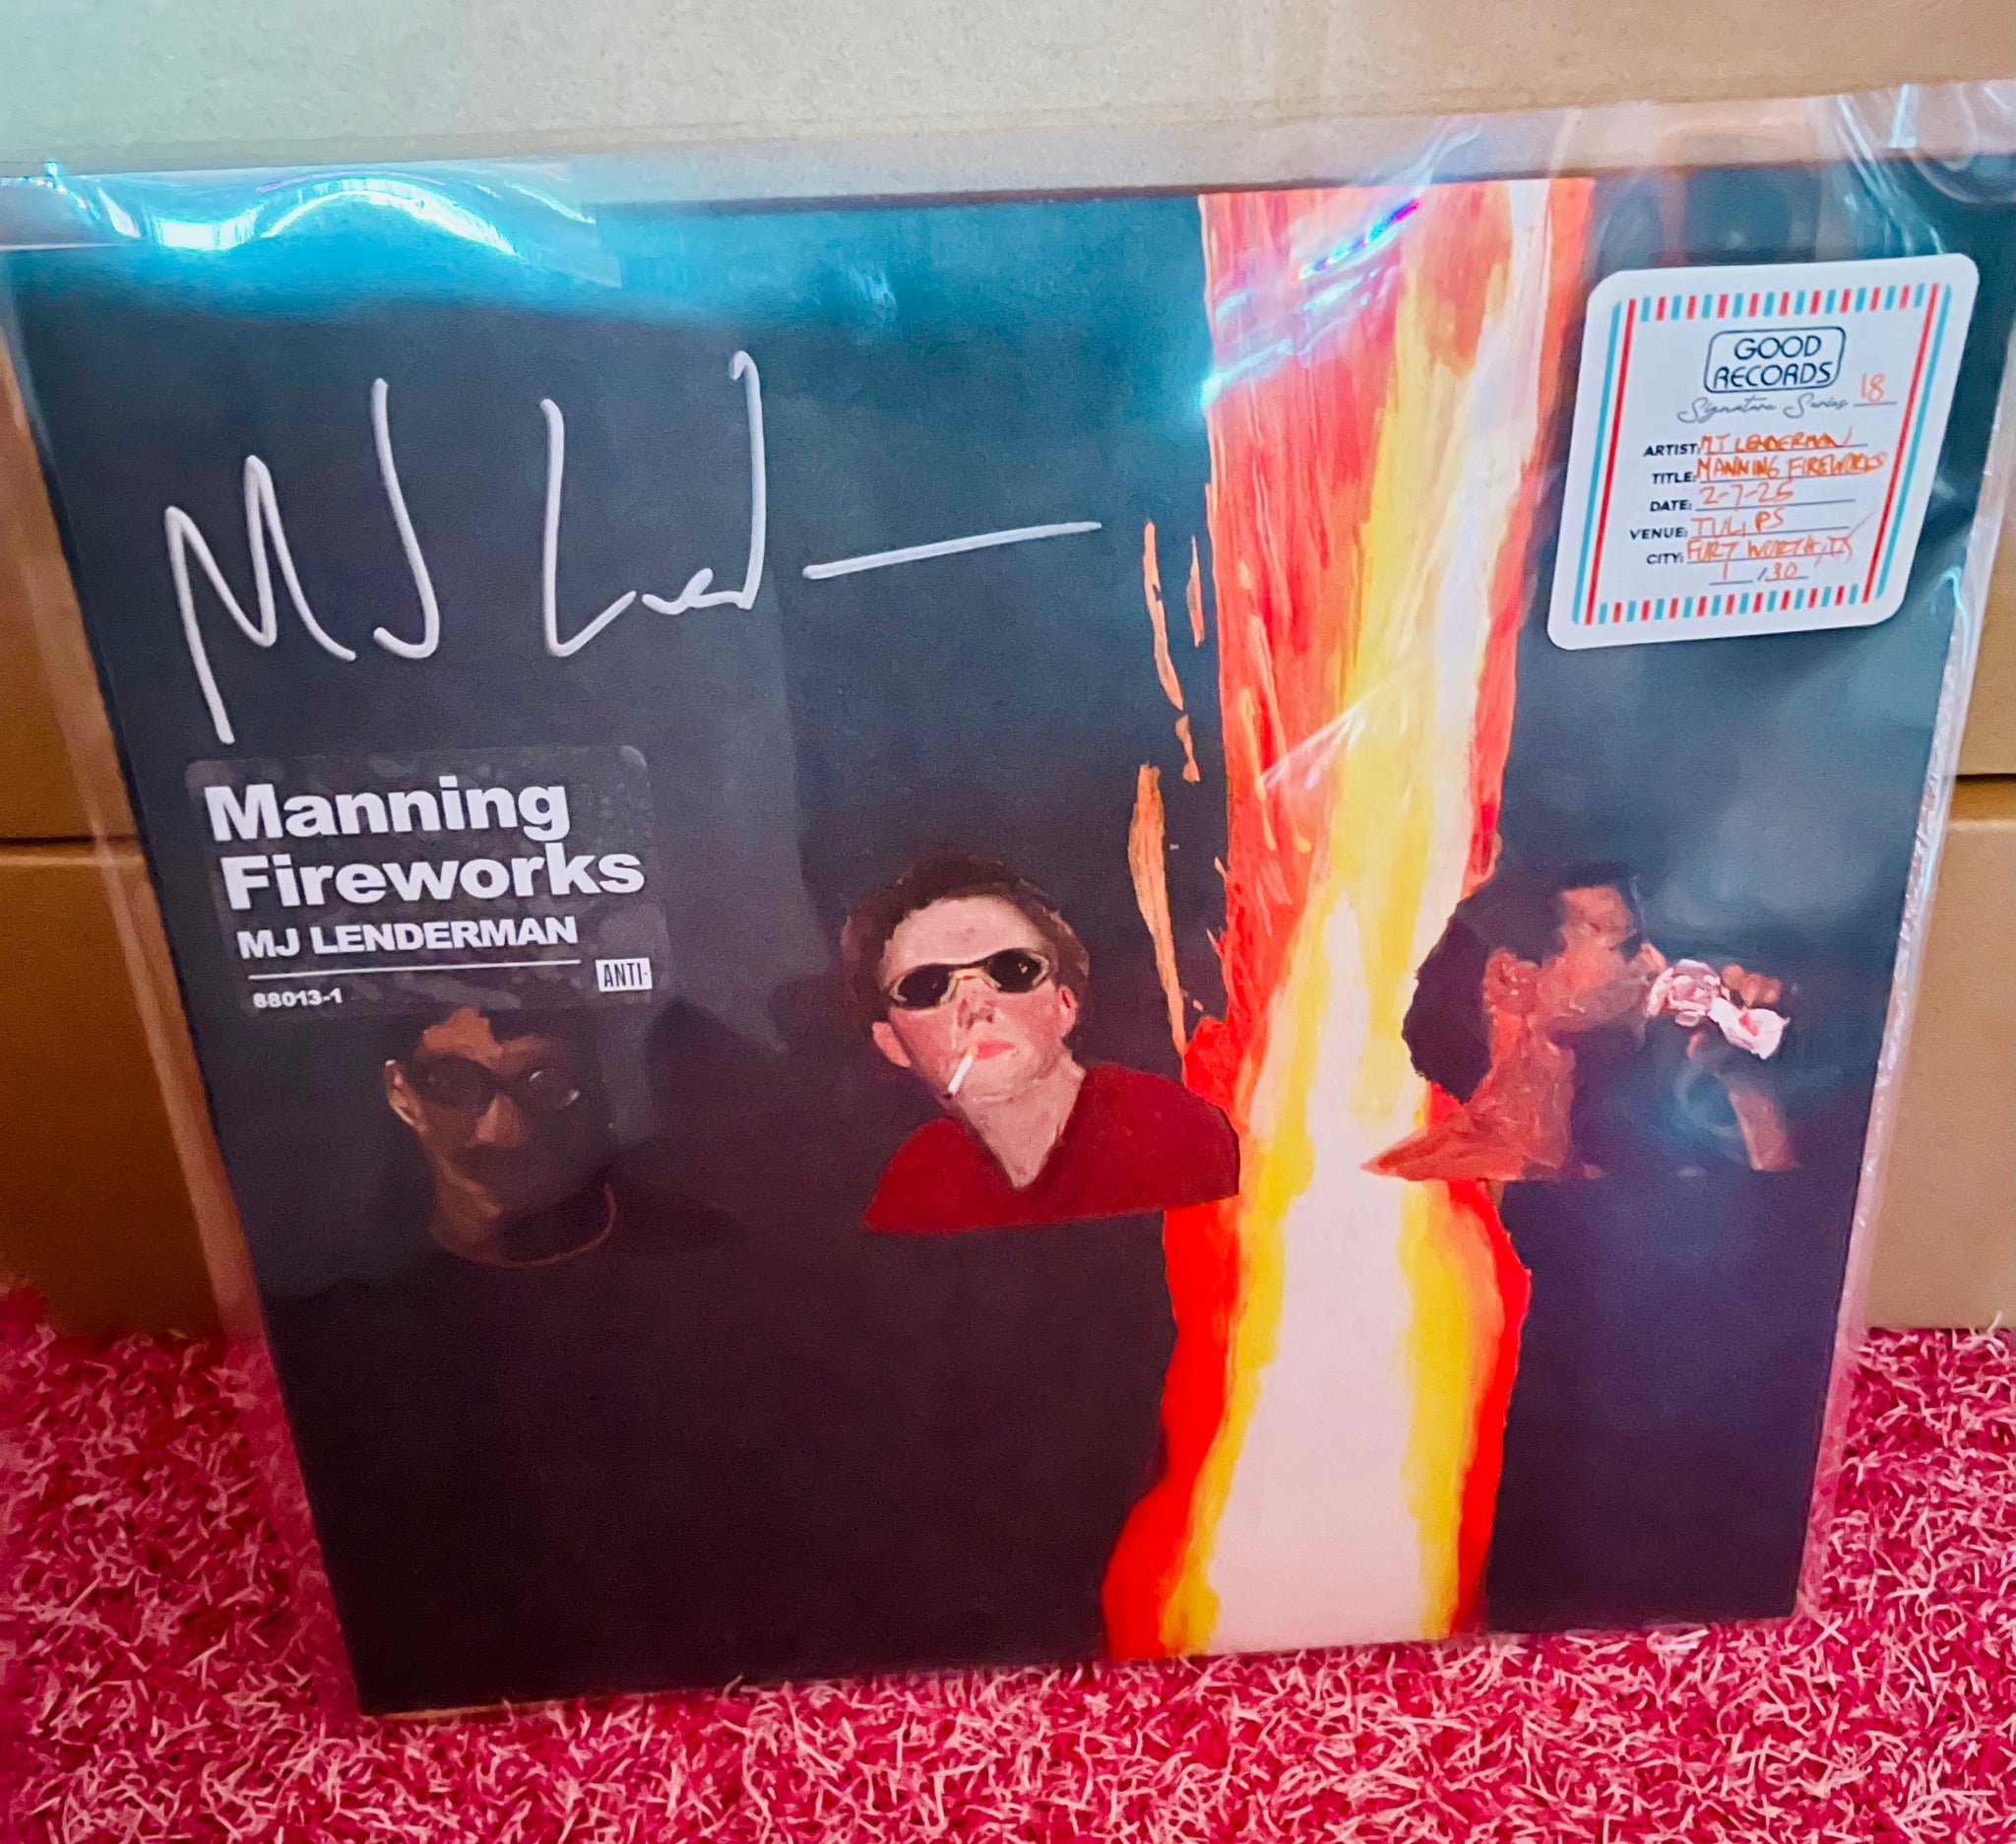 MJ Lend
Manning
Fireworks
MJ LENDERMAN
ANTI-
88013-1
GOOD
RECORDS
Signature Series 18
ARTIST: MJ LENDERMAN
TITLE: MANNING FIREWORKS
DATE: 2-7-25
VENUE: TULIPS
CITY: FORT WORTH, TX
1/30